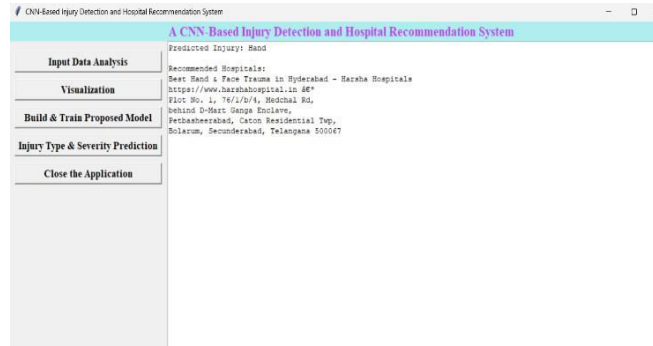 CNN-Based Injury Detection and Hospital Recommendation System
A CNN-Based Injury Detection and Hospital Recommendation System
Input Data Analysis
Visualization
Build & Train Proposed Model
Injury Type & Severity Prediction
Close the Application
Predicted Injury: Hand
Recommended Hospitals:
Best Hand & Face Trauma in Hyderabad - Harsha Hospitals
https://www.harshahospital.in â€º
Plot No. 1, 76/1/b/4, Medchal Rd,
behind D-Mart Ganga Enclave,
Petbasheerabad, Caton Residential Twp,
Bolarum, Secunderabad, Telangana 500067